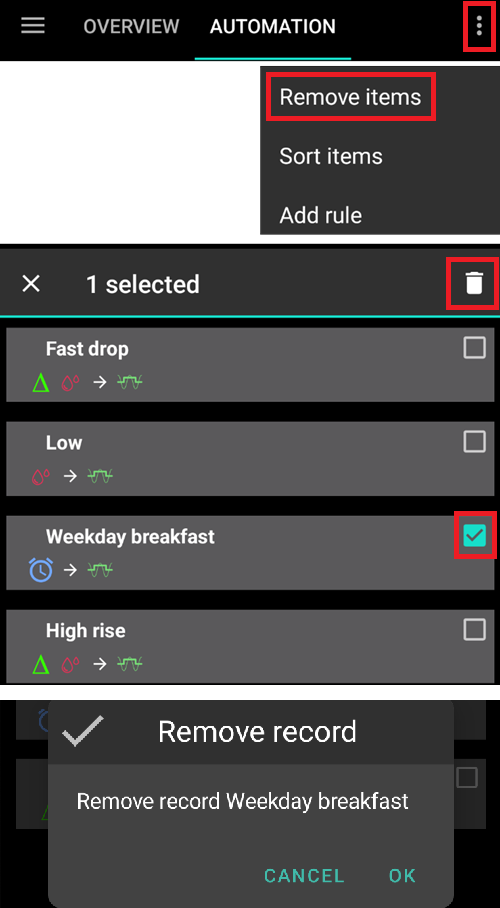 OVERVIEW AUTOMATION
Remove items
Sort items
Add rule
1 selected
Fast drop
Low
Weekday breakfast
High rise
Remove record
Remove record Weekday breakfast
CANCEL OK